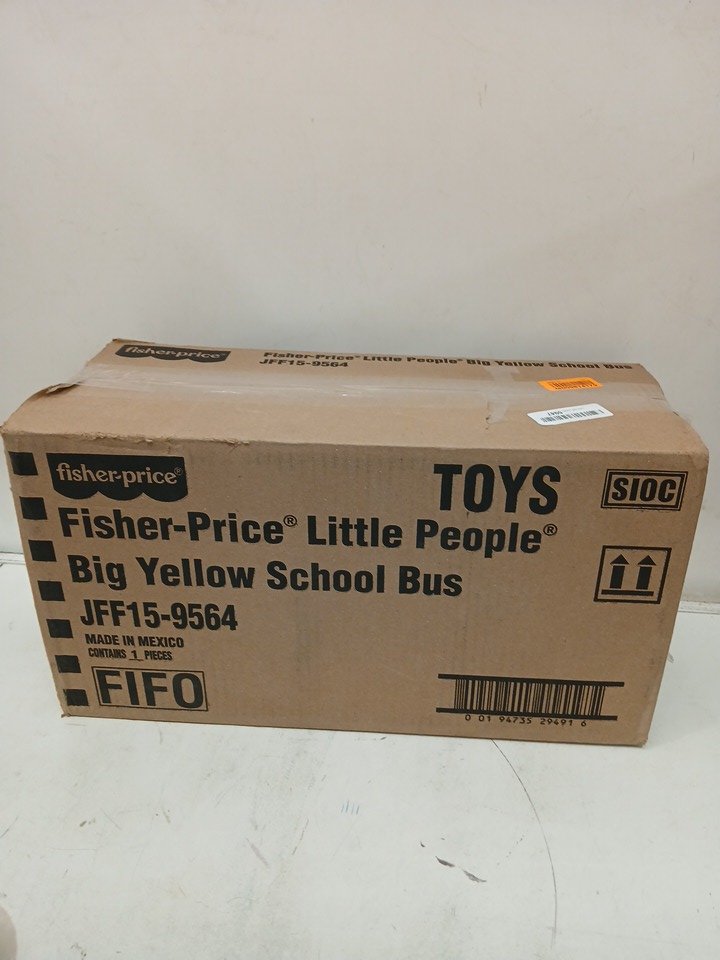 fisher-price
Fisher-Price® Little People® Big Yellow School Bus
JFF15-9564
fisher-price®
TOYS
SIOC
Fisher-Price® Little People®
Big Yellow School Bus
JFF15-9564
MADE IN MEXICO
CONTAINS 1 PIECES
FIFO
0 01 94735 29491 6